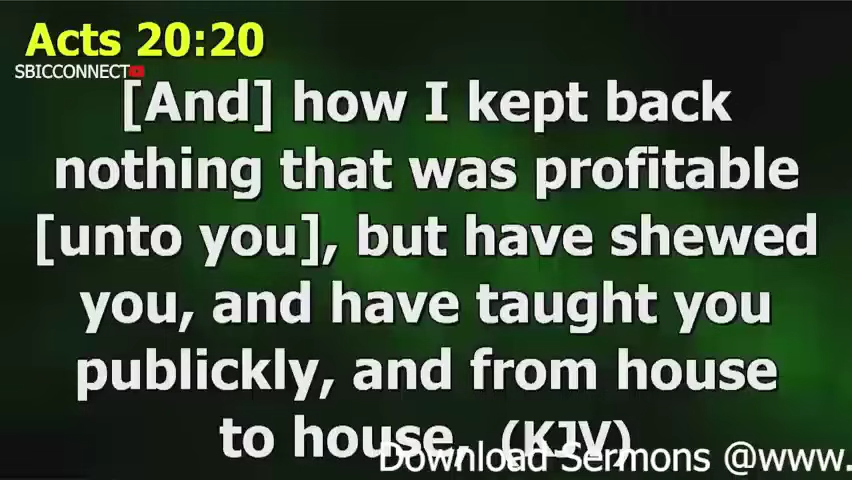 Acts 20:20
SBICCONNECT
[And] how I kept back
nothing that was profitable
[unto you], but have shewed
you, and have taught you
publickly, and from house
to house, (KJV)
Download Sermons @www.